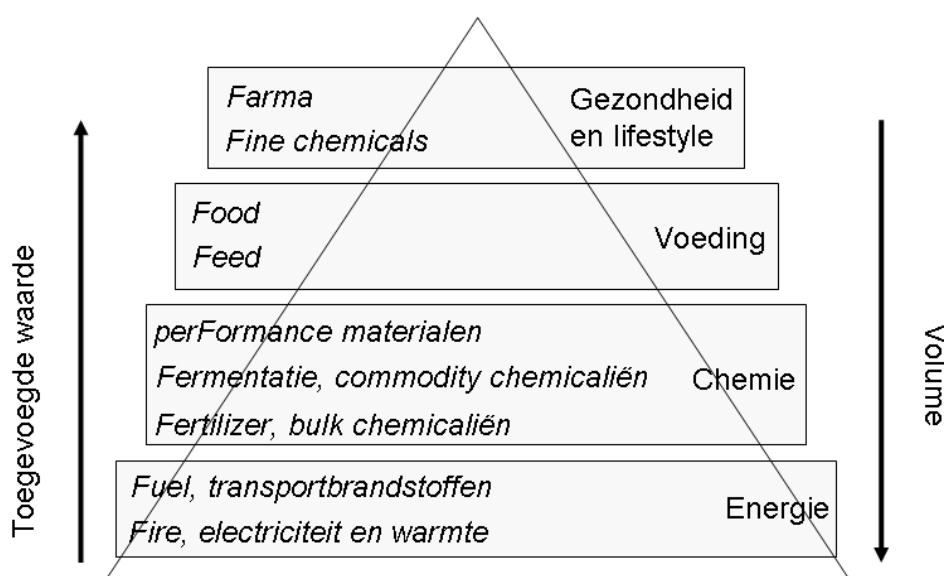 Farma
Fine chemicals
Gezondheid
en lifestyle
Food
Feed
Voeding
perFormance materialen
Fermentatie, commodity chemicaliën
Fertilizer, bulk chemicaliën
Chemie
Fuel, transportbrandstoffen
Fire, electriciteit en warmte
Energie
Toegevoegde waarde
Volume